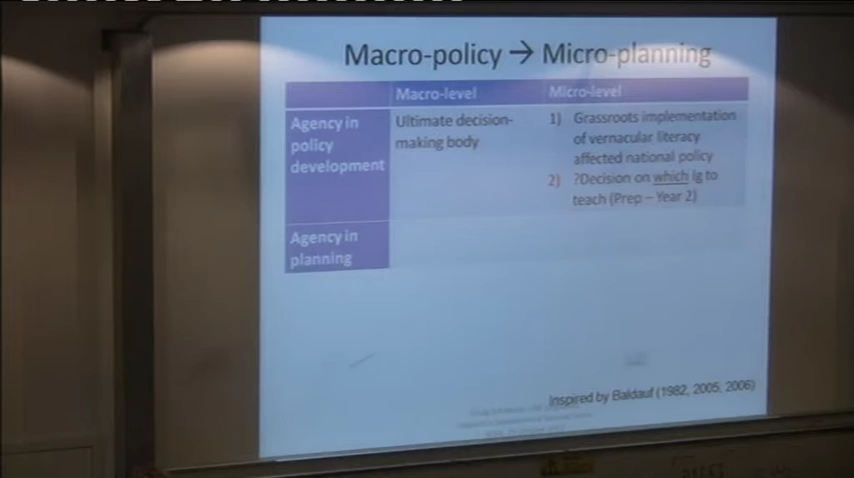 Macro-policy → Micro-planning
Macro-level
Micro-level
Agency in
policy
development
Ultimate decision-
making body
1) Grassroots implementation
of vernacular literacy
affected national policy
2) ?Decision on which lg to
teach (Prep – Year 2)
Agency in
planning
Inspired by Baldauf (1982, 2005, 2006)